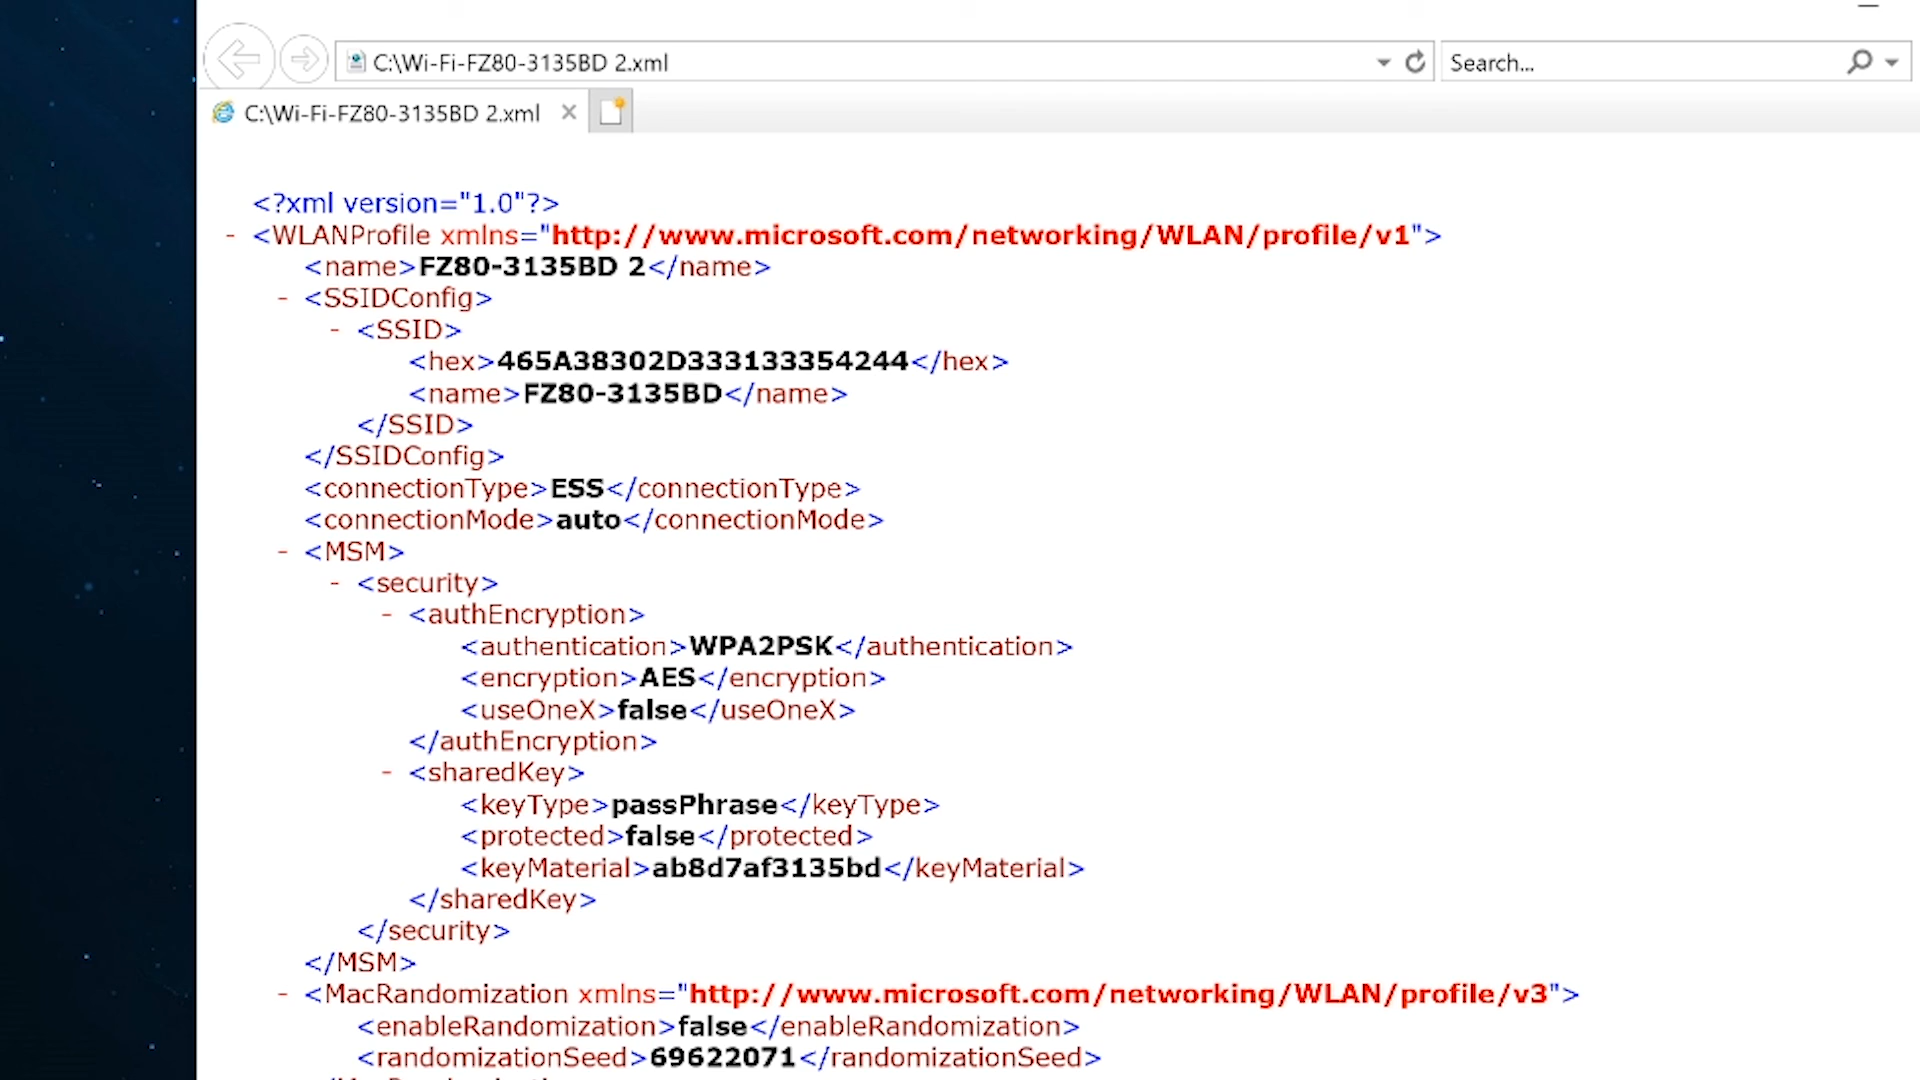 C:\Wi-Fi-FZ80-3135BD 2.xml
Search...
C:\Wi-Fi-FZ80-3135BD 2.xml
<?xml version="1.0"?>
- <WLANProfile xmlns="http://www.microsoft.com/networking/WLAN/profile/v1">
<name>FZ80-3135BD 2</name>
- <SSIDConfig>
- <SSID>
<hex>465A38302D333133354244</hex>
<name>FZ80-3135BD</name>
</SSID>
</SSIDConfig>
<connectionType>ESS</connectionType>
<connectionMode>auto</connectionMode>
- <MSM>
- <security>
- <authEncryption>
<authentication>WPA2PSK</authentication>
<encryption>AES</encryption>
<useOneX>false</useOneX>
</authEncryption>
- <sharedKey>
<keyType>passPhrase</keyType>
<protected>false</protected>
<keyMaterial>ab8d7af3135bd</keyMaterial>
</sharedKey>
</security>
</MSM>
- <MacRandomization xmlns="http://www.microsoft.com/networking/WLAN/profile/v3">
<enableRandomization>false</enableRandomization>
<randomizationSeed>69622071</randomizationSeed>